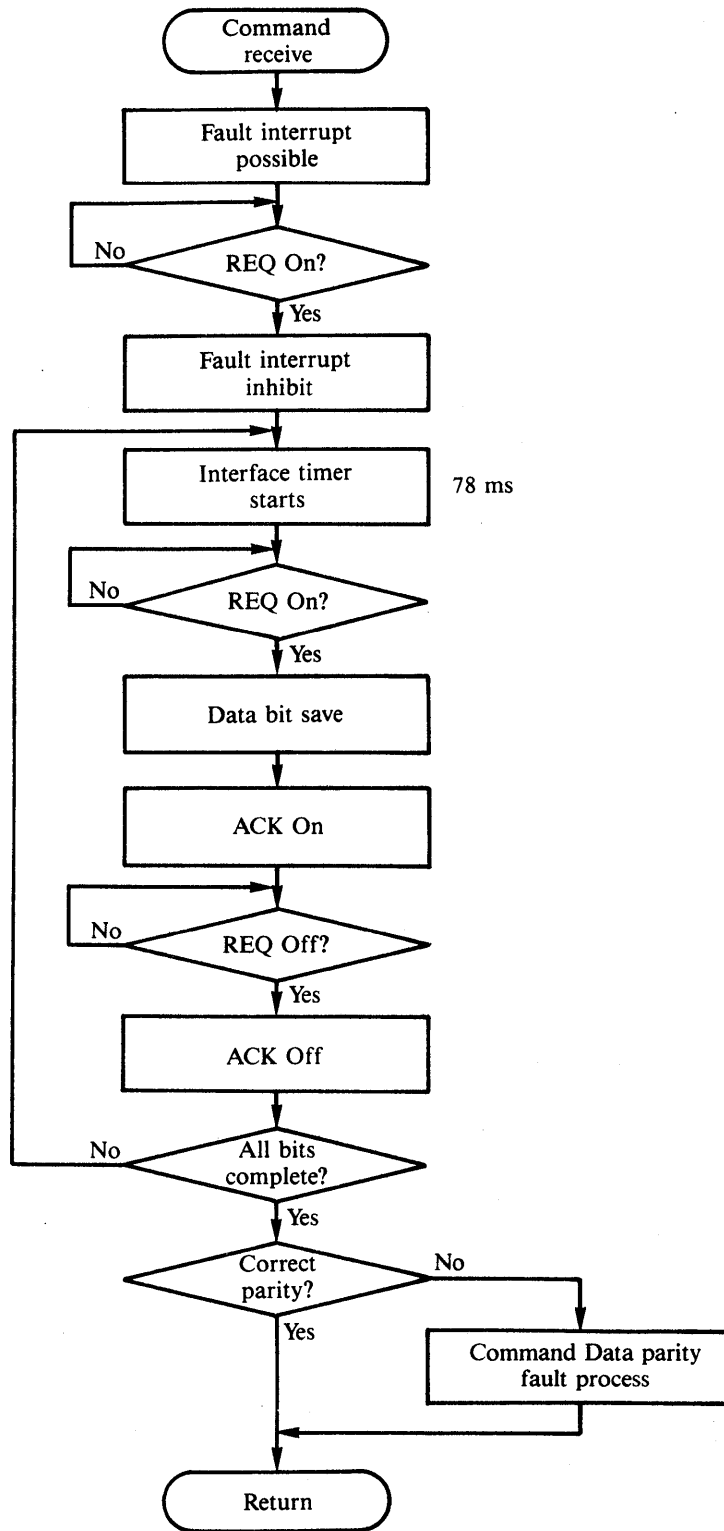 Command
receive
Fault interrupt
possible
No
REQ On?
Yes
Fault interrupt
inhibit
Interface timer
starts
78 ms
No
REQ On?
Yes
Data bit save
ACK On
No
REQ Off?
Yes
ACK Off
No
All bits
complete?
Yes
Correct
parity?
No
Yes
Command Data parity
fault process
Return